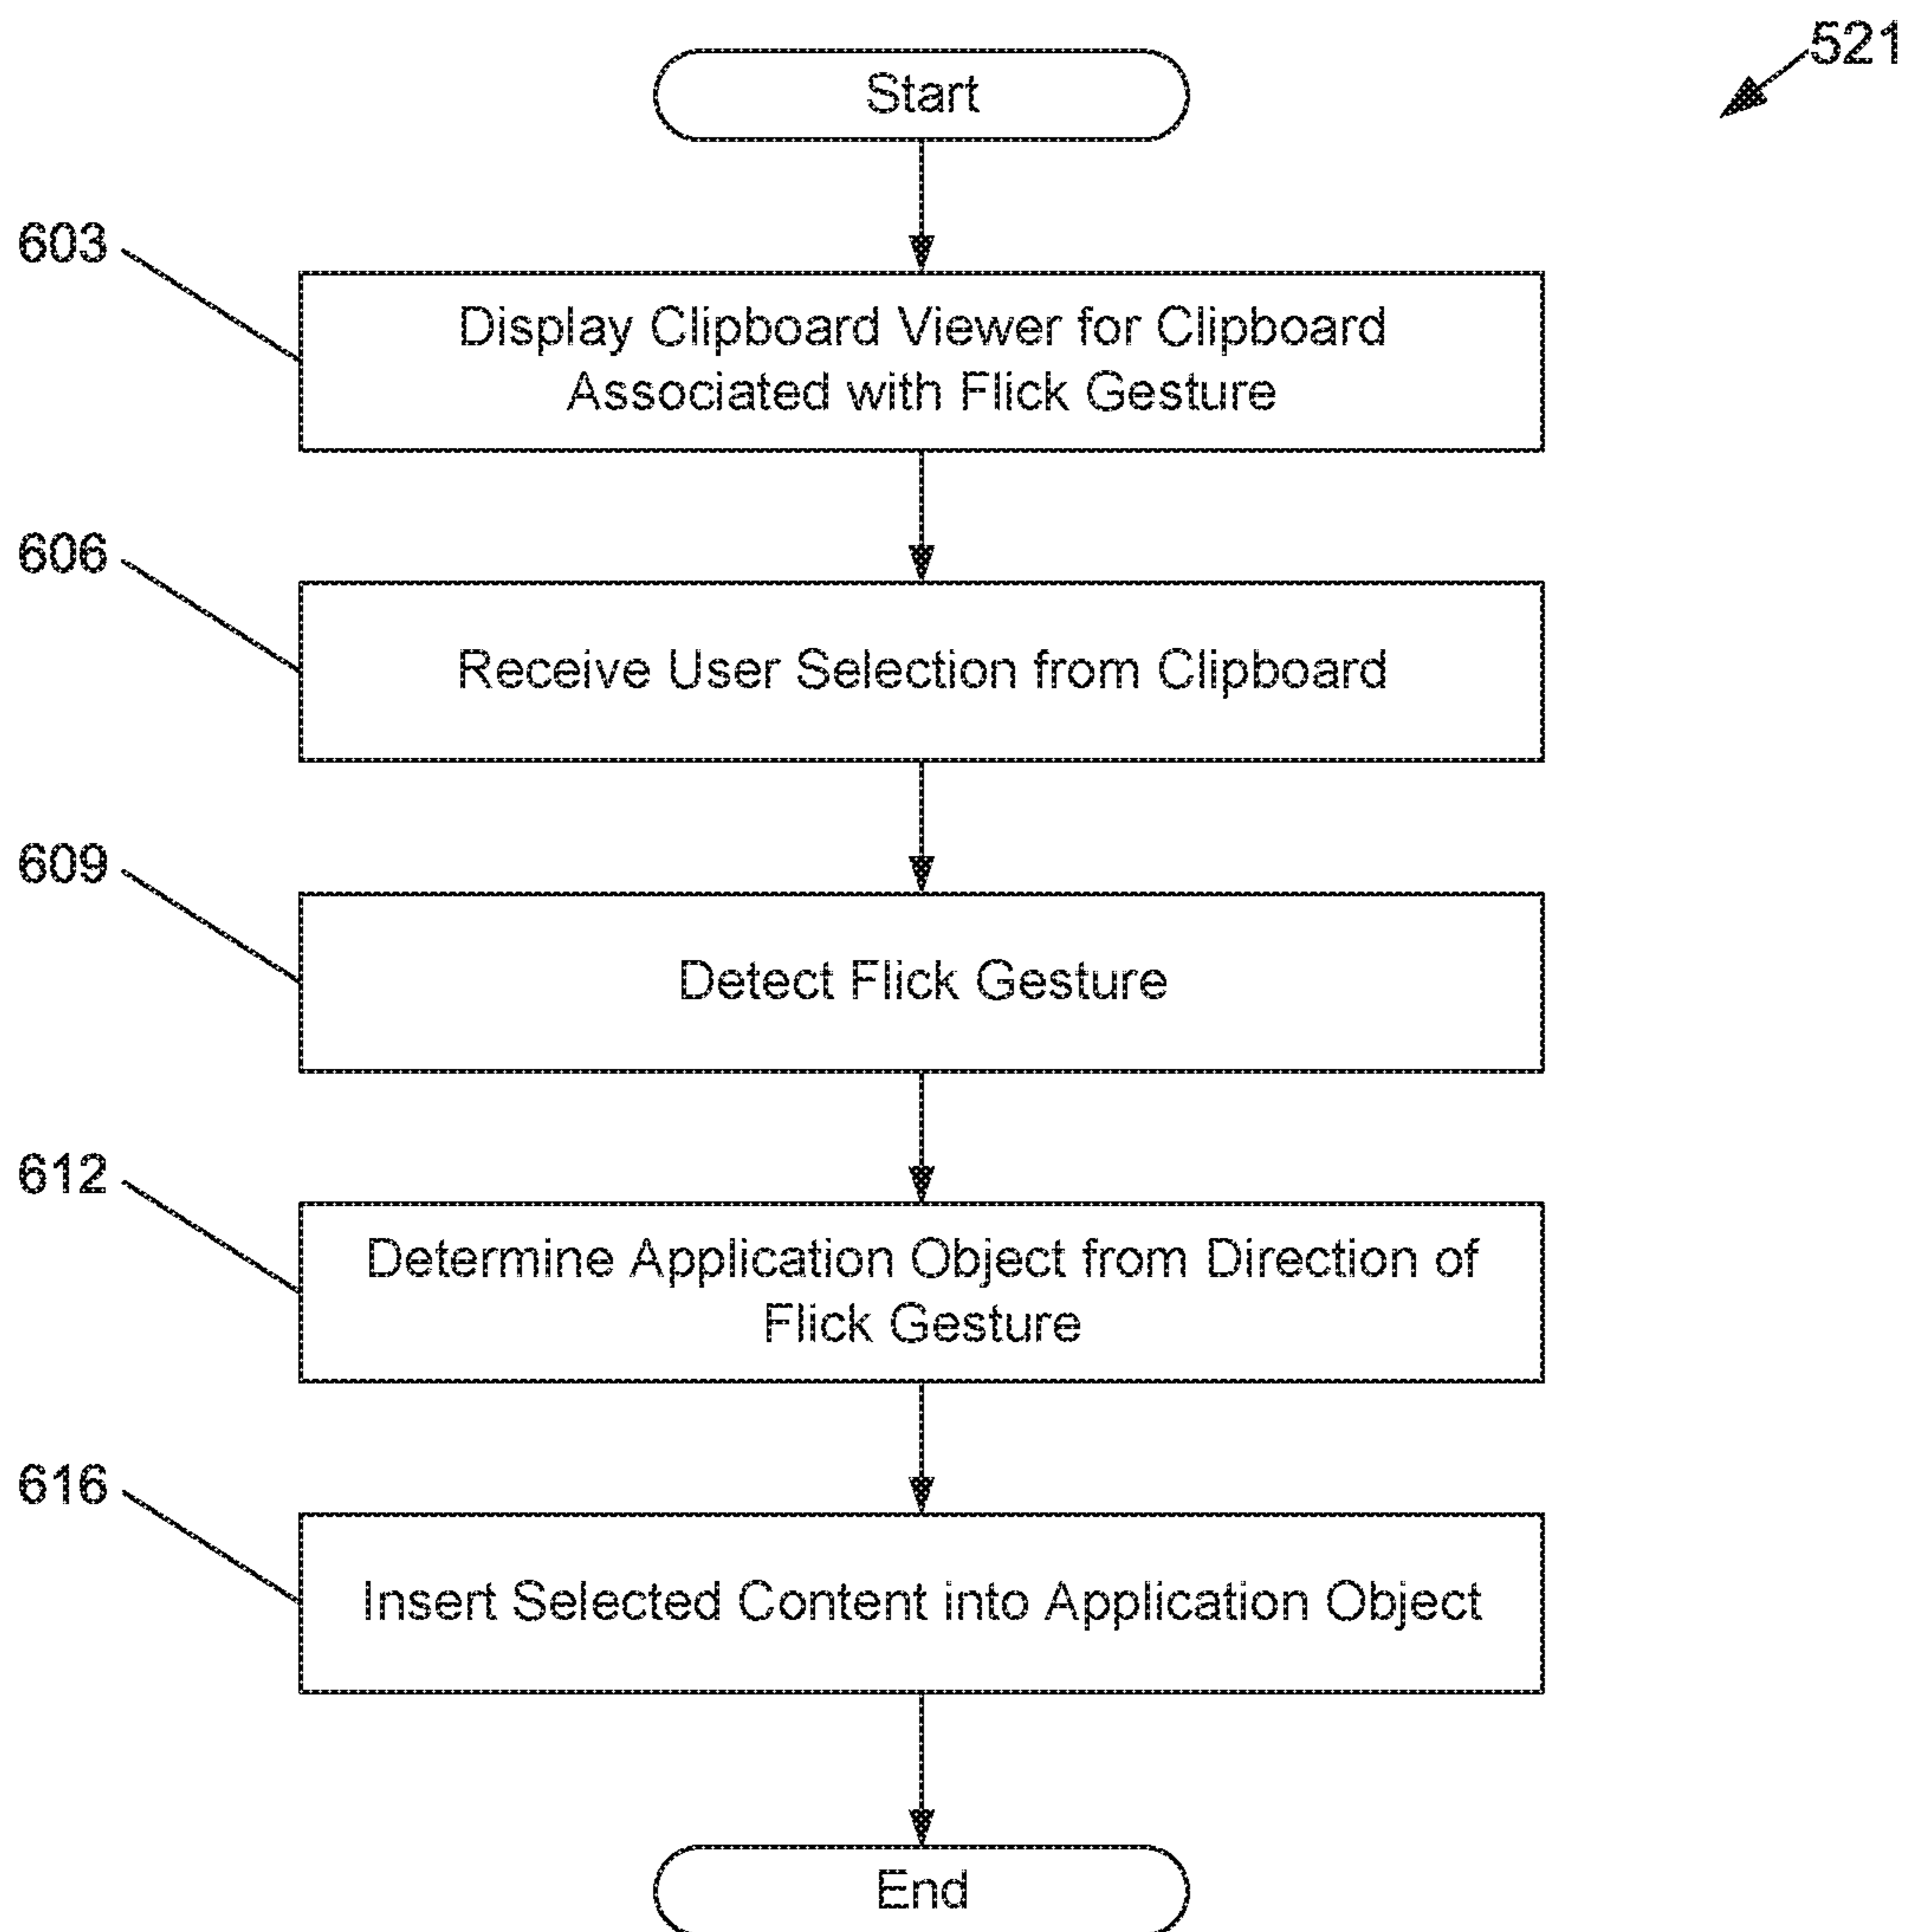 521
Start
603
Display Clipboard Viewer for Clipboard
Associated with Flick Gesture
606
Receive User Selection from Clipboard
609
Detect Flick Gesture
612
Determine Application Object from Direction of
Flick Gesture
616
Insert Selected Content into Application Object
End